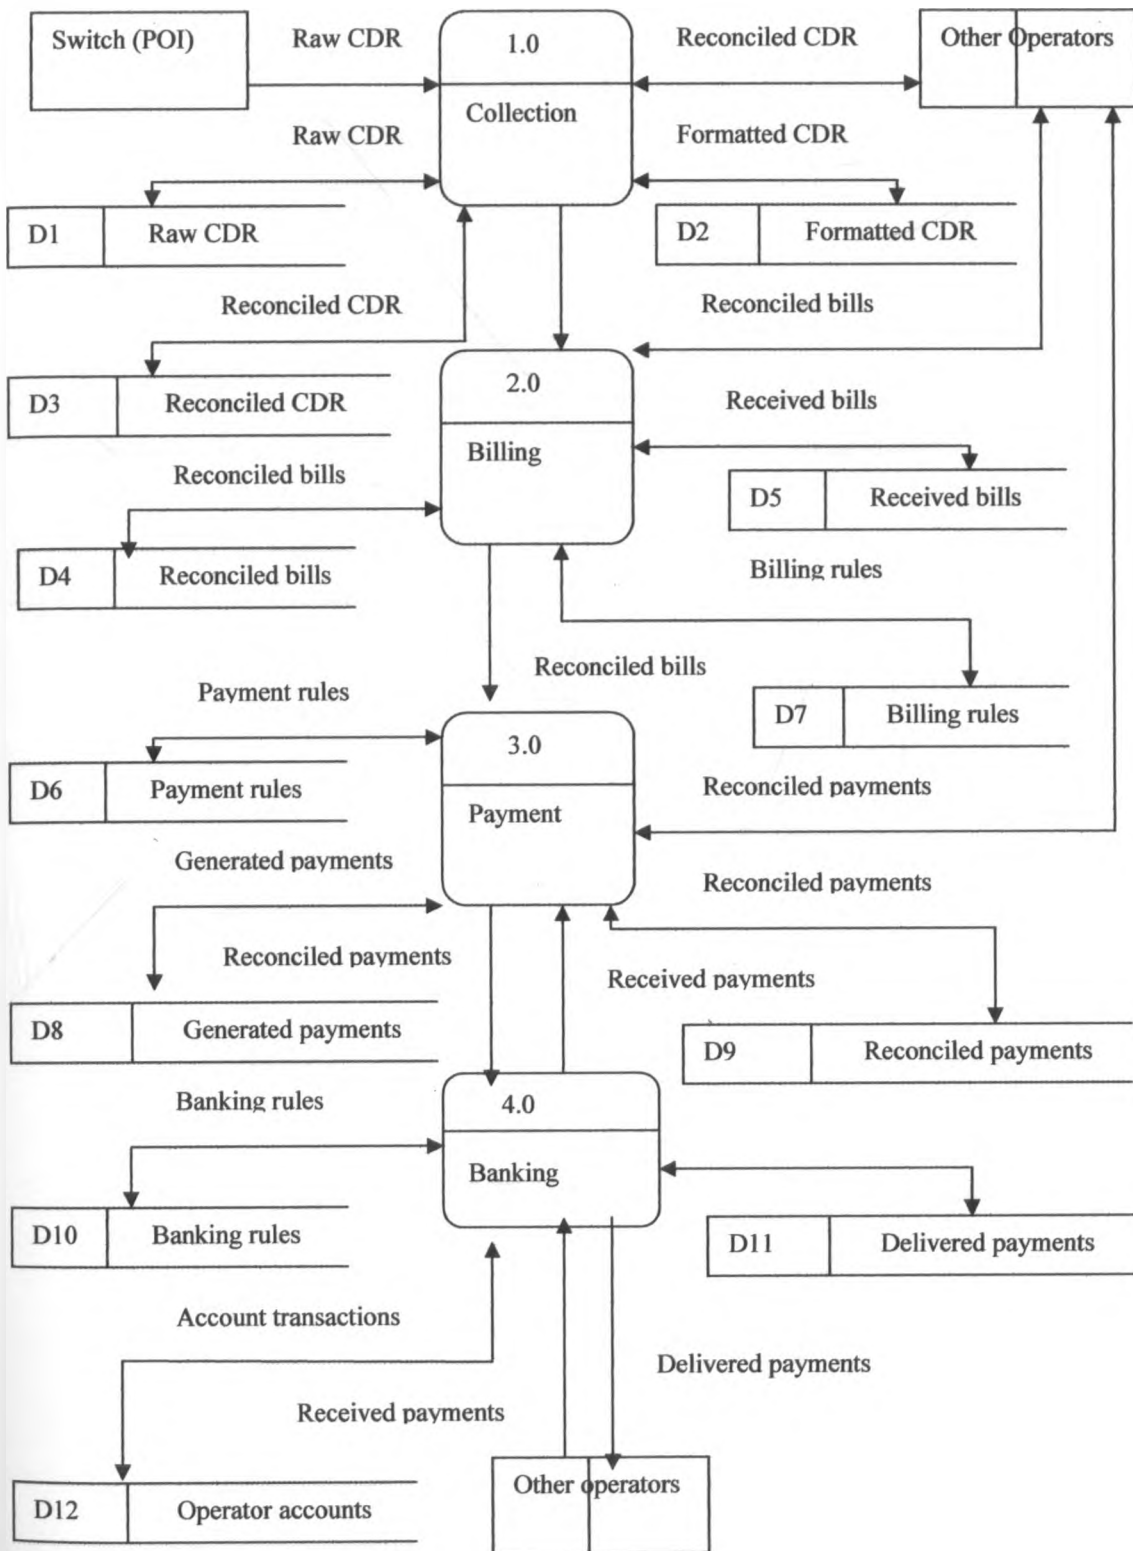 Switch (POI)
Raw CDR
1.0
Reconciled CDR
Other Operators
Collection
Raw CDR
Formatted CDR
D1
Raw CDR
D2
Formatted CDR
Reconciled CDR
Reconciled bills
2.0
D3
Reconciled CDR
Received bills
Billing
Reconciled bills
D5
Received bills
D4
Reconciled bills
Billing rules
Reconciled bills
Payment rules
D7
Billing rules
3.0
D6
Payment rules
Reconciled payments
Payment
Generated payments
Reconciled payments
Reconciled payments
Received payments
D8
Generated payments
D9
Reconciled payments
Banking rules
4.0
Banking
D10
Banking rules
D11
Delivered payments
Account transactions
Delivered payments
Received payments
Other operators
D12
Operator accounts